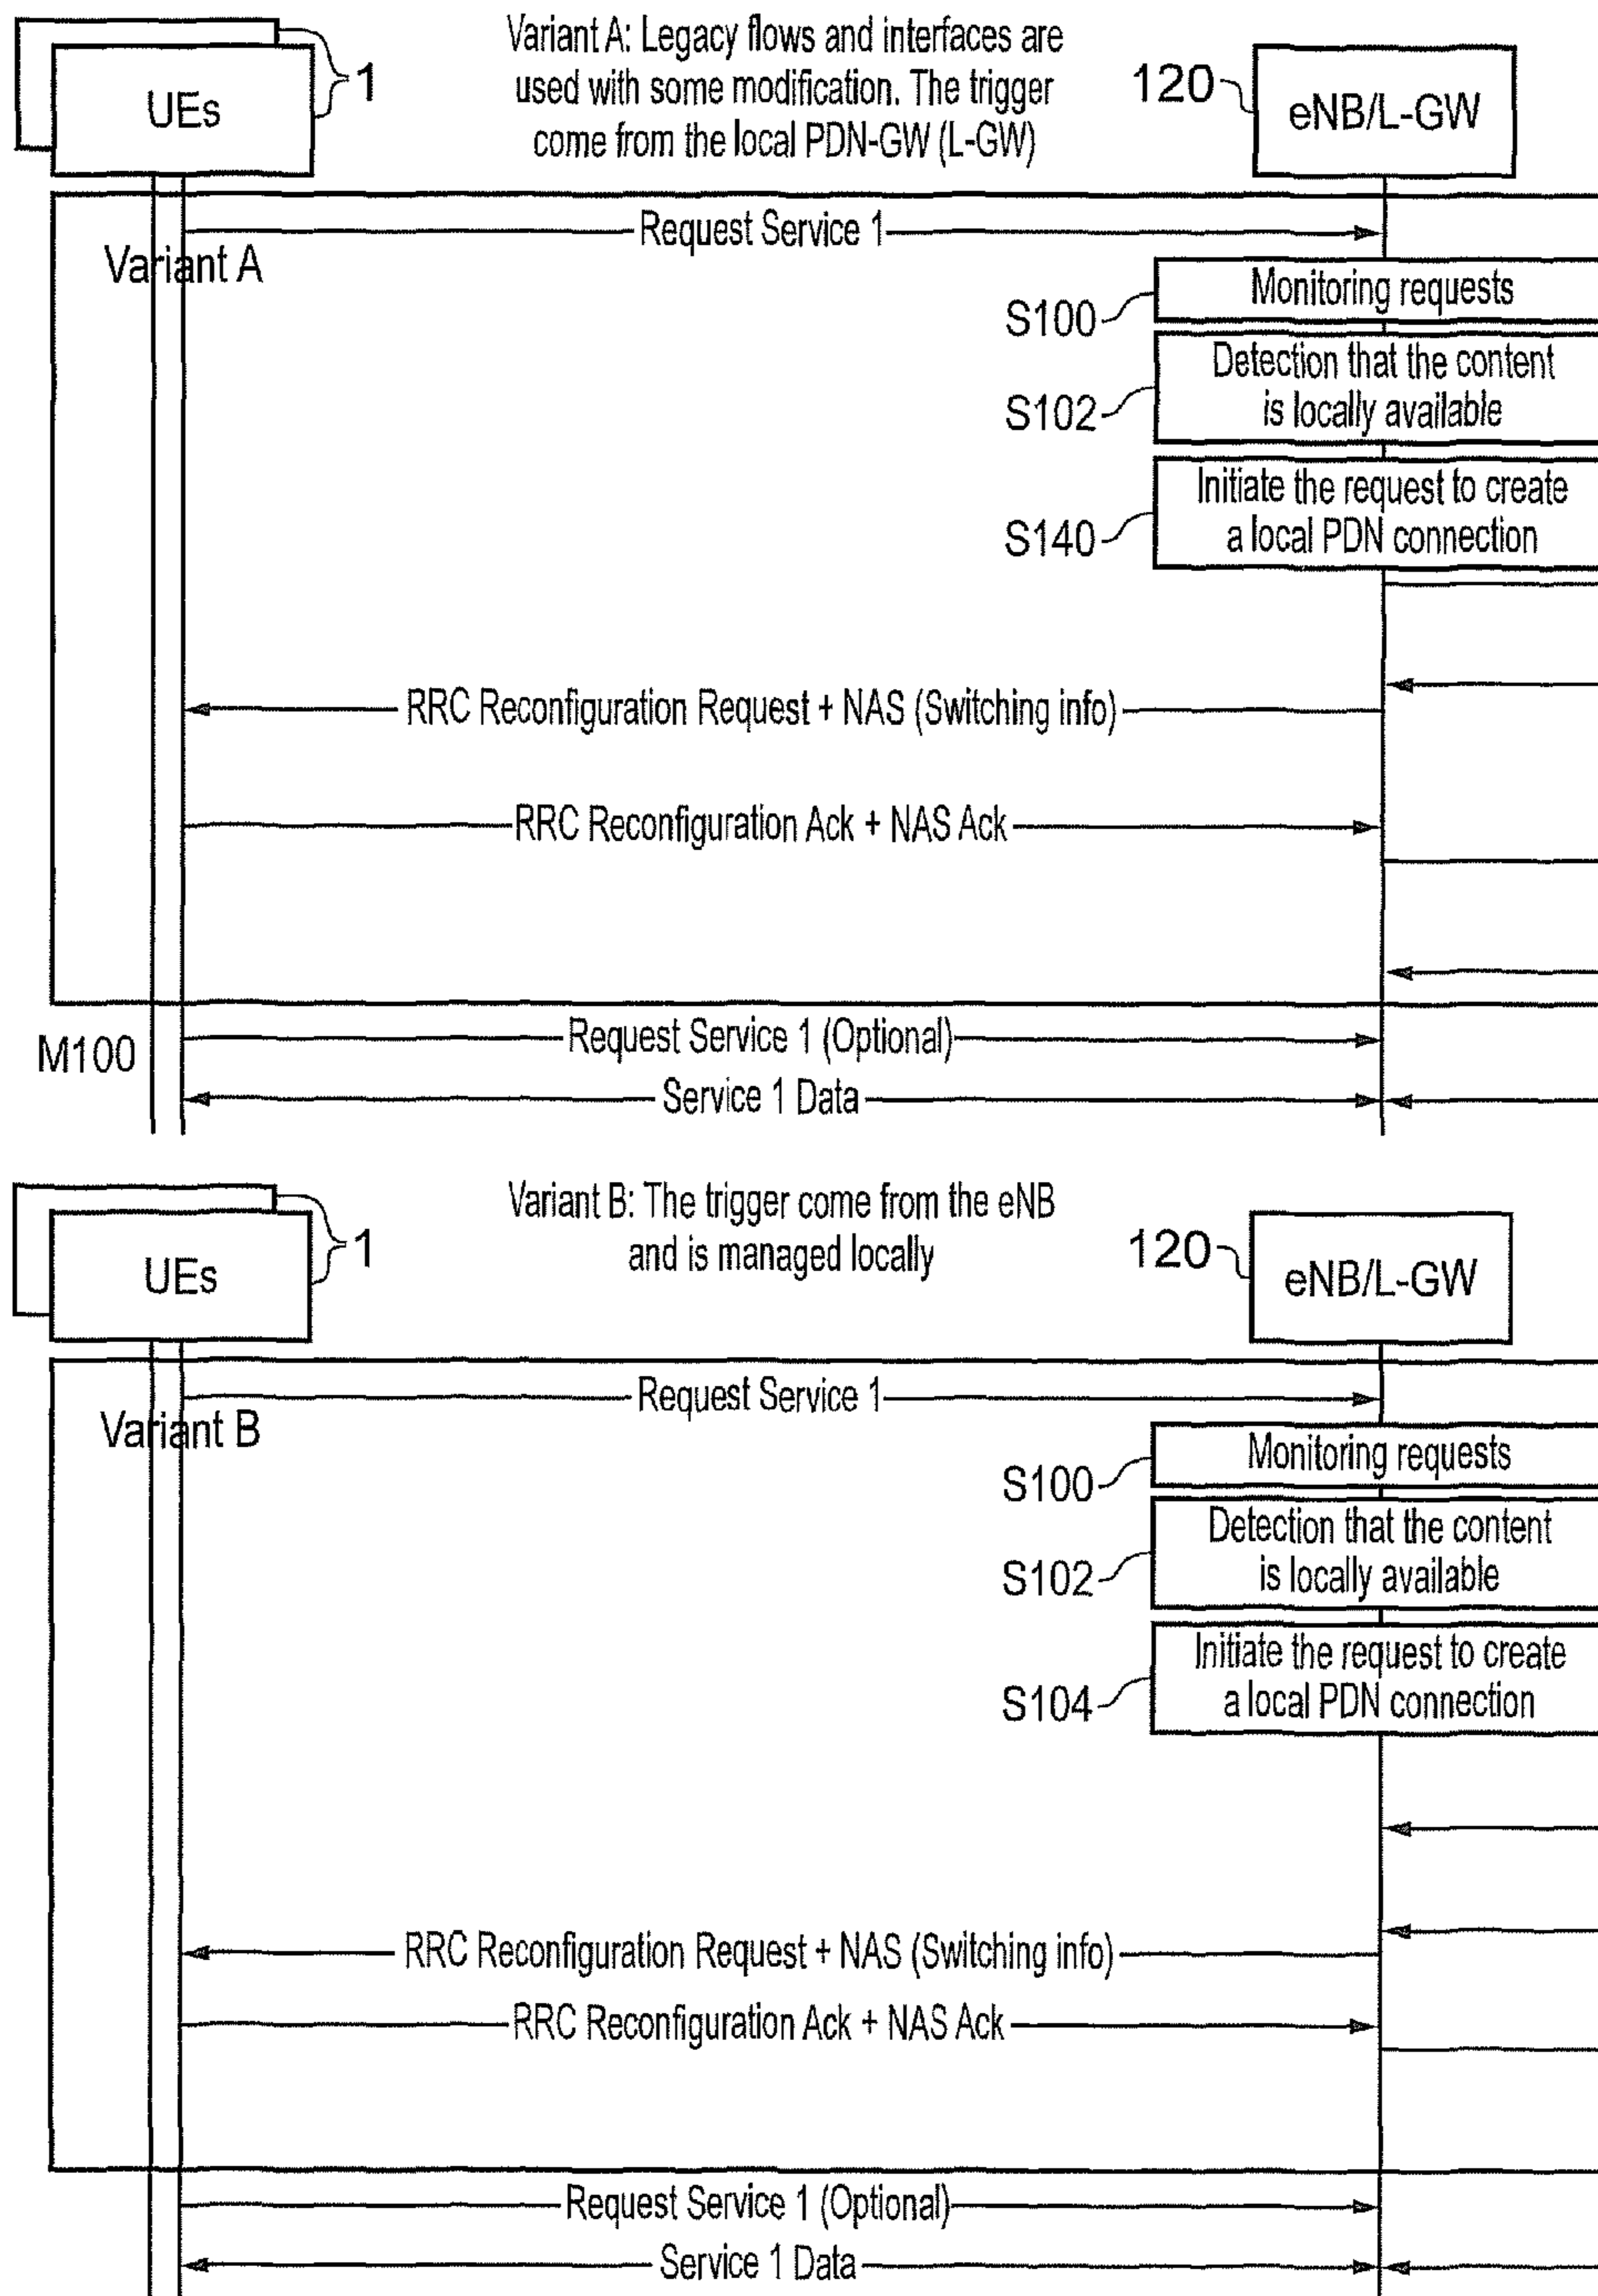 Variant A: Legacy flows and interfaces are
used with some modification. The trigger
come from the local PDN-GW (L-GW)
UEs
1
120
eNB/L-GW
Request Service 1
Variant A
S100
Monitoring requests
S102
Detection that the content
is locally available
S140
Initiate the request to create
a local PDN connection
RRC Reconfiguration Request + NAS (Switching info)
RRC Reconfiguration Ack + NAS Ack
M100
Request Service 1 (Optional)
Service 1 Data
Variant B: The trigger come from the eNB
and is managed locally
UEs
1
120
eNB/L-GW
Request Service 1
Variant B
S100
Monitoring requests
S102
Detection that the content
is locally available
S104
Initiate the request to create
a local PDN connection
RRC Reconfiguration Request + NAS (Switching info)
RRC Reconfiguration Ack + NAS Ack
Request Service 1 (Optional)
Service 1 Data